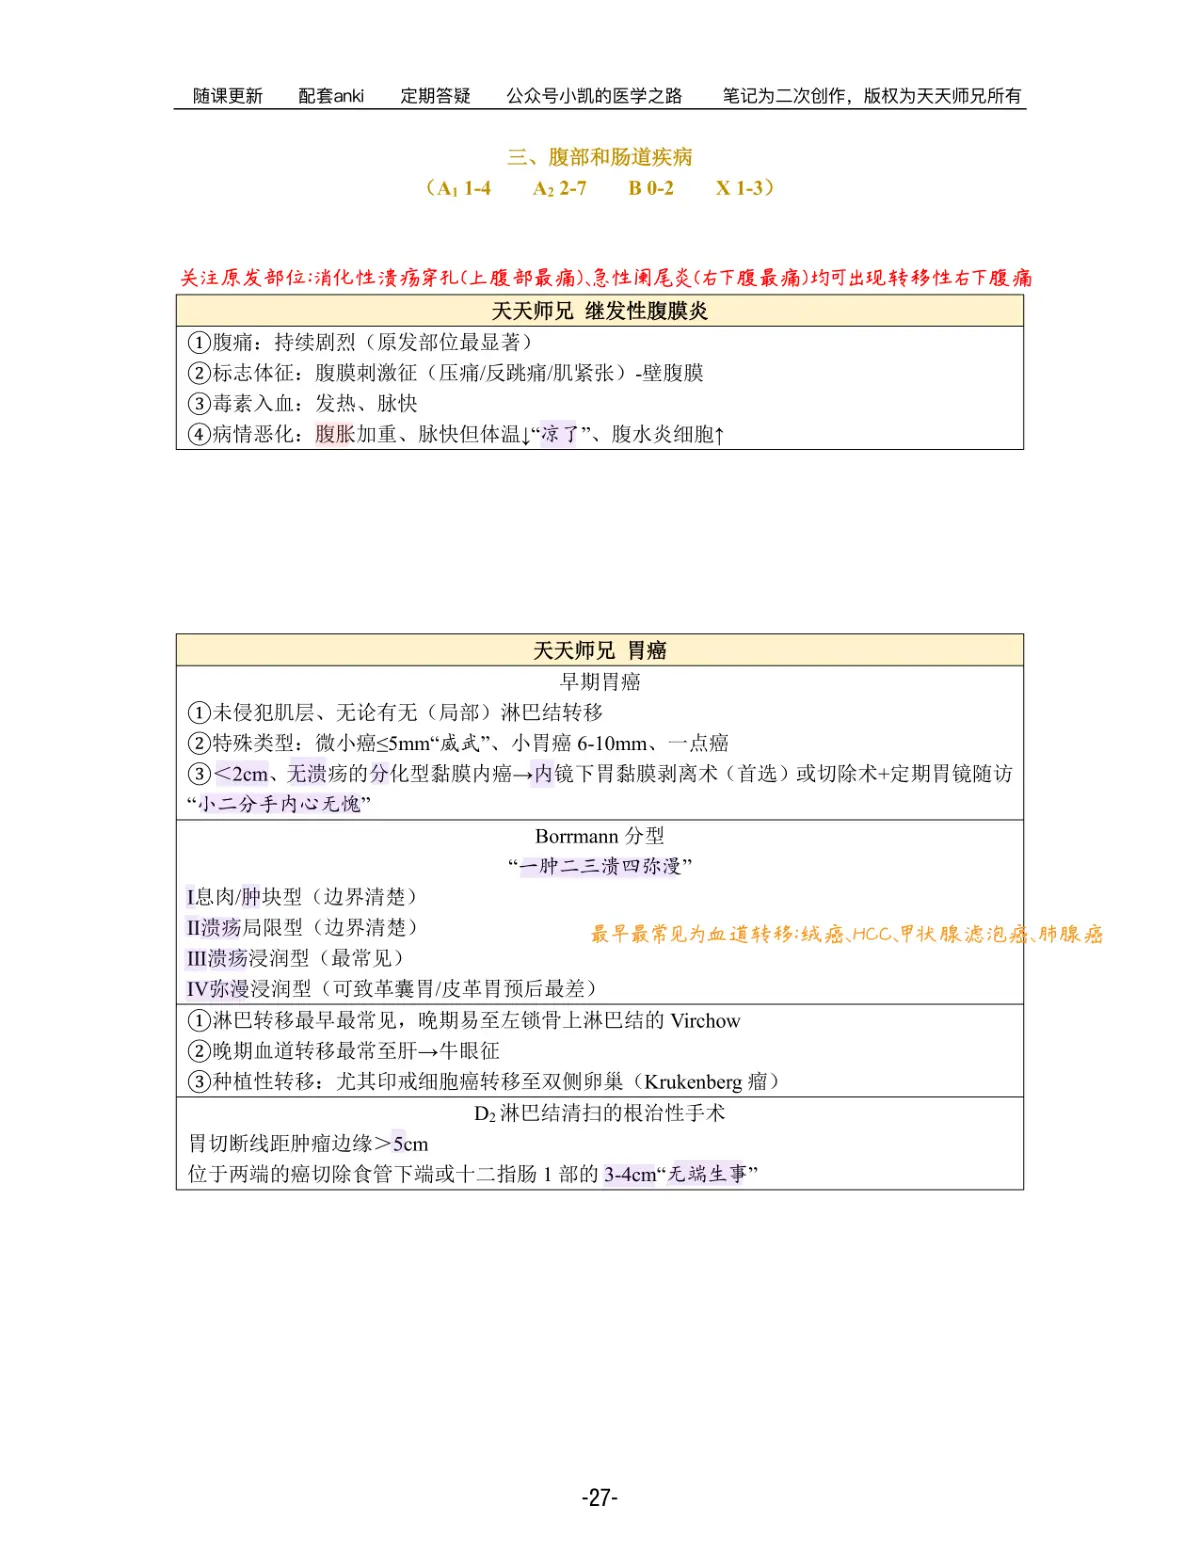 随课更新 配套anki 定期答疑 公众号小凯的医学之路 笔记为二次创作，版权为天天师兄所有
三、腹部和肠道疾病
（A₁ 1-4 A₂ 2-7 B 0-2 X 1-3）
关注原发部位:消化性溃疡穿孔(上腹部最痛)、急性阑尾炎(右下腹最痛)均可出现转移性右下腹痛
天天师兄 继发性腹膜炎
①腹痛：持续剧烈（原发部位最显著）
②标志体征：腹膜刺激征（压痛/反跳痛/肌紧张）-壁腹膜
③毒素入血：发热、脉快
④病情恶化：腹胀加重、脉快但体温↓“凉了”、腹水炎细胞↑
天天师兄 胃癌
早期胃癌
①未侵犯肌层、无论有无（局部）淋巴结转移
②特殊类型：微小癌≤5mm“威武”、小胃癌 6-10mm、一点癌
③＜2cm、无溃疡的分化型黏膜内癌→内镜下胃黏膜剥离术（首选）或切除术+定期胃镜随访
“小二分手内心无愧”
Borrmann 分型
“一肿二三溃四弥漫”
I息肉/肿块型（边界清楚）
II溃疡局限型（边界清楚）
最早最常见为血道转移:绒癌、HCC、甲状腺滤泡癌、肺腺癌
III溃疡浸润型（最常见）
IV弥漫浸润型（可致革囊胃/皮革胃预后最差）
①淋巴转移最早最常见，晚期易至左锁骨上淋巴结的 Virchow
②晚期血道转移最常至肝→牛眼征
③种植性转移：尤其印戒细胞癌转移至双侧卵巢（Krukenberg 瘤）
D₂ 淋巴结清扫的根治性手术
胃切断线距肿瘤边缘＞5cm
位于两端的癌切除食管下端或十二指肠 1 部的 3-4cm“无端生事”
-27-